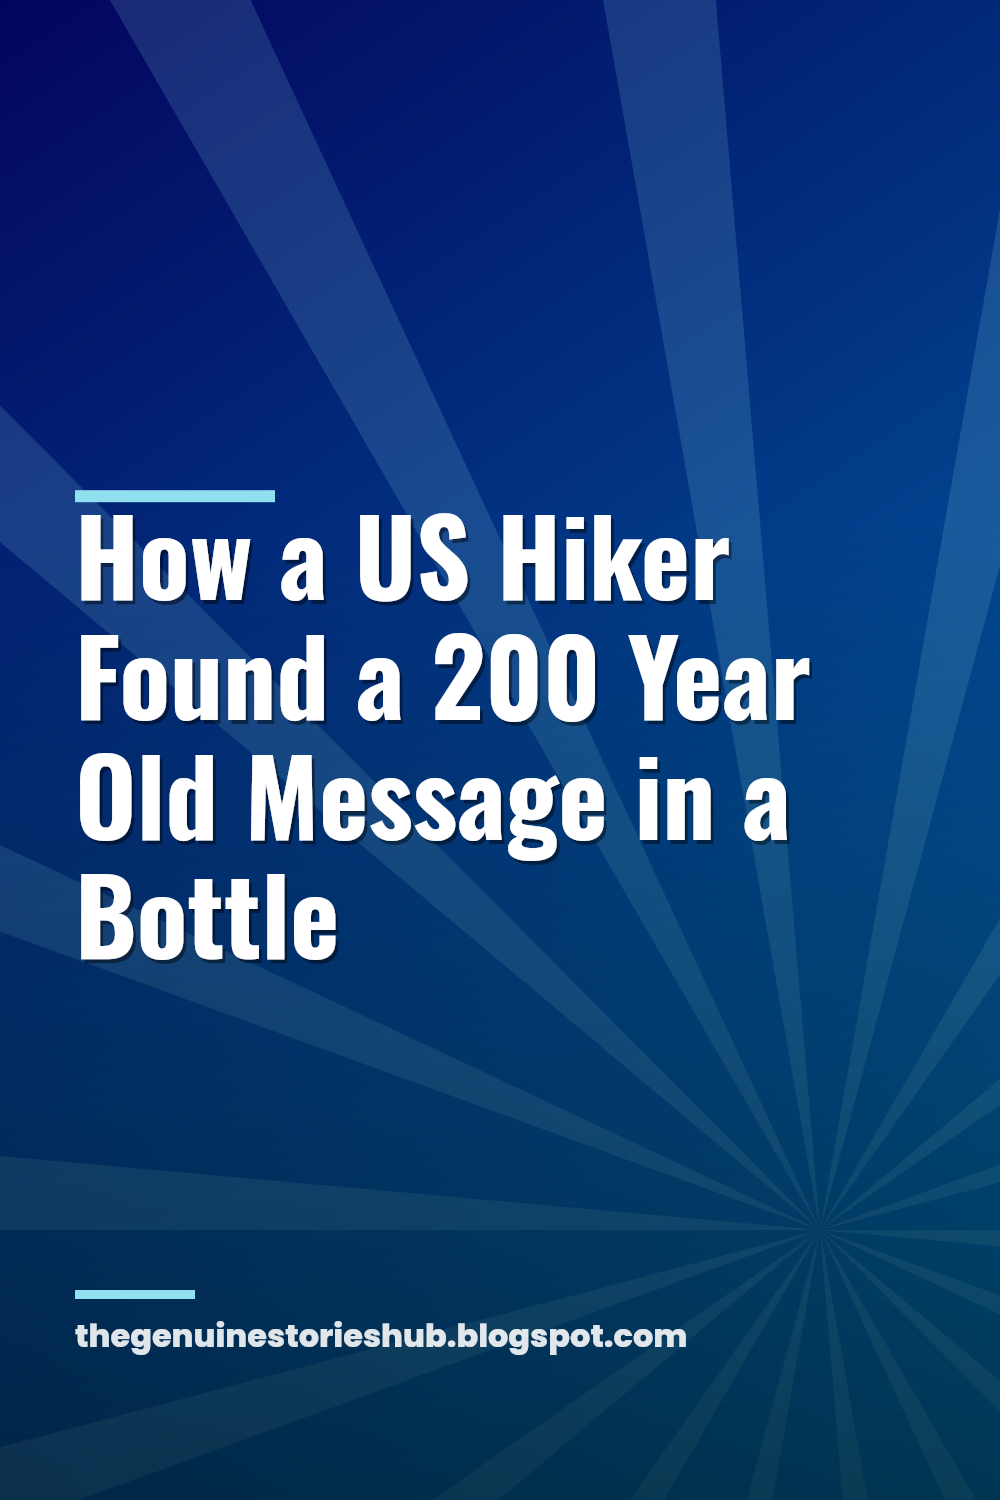 How a US Hiker
Found a 200 Year
Old Message in a
Bottle
thegenuinestorieshub.blogspot.com